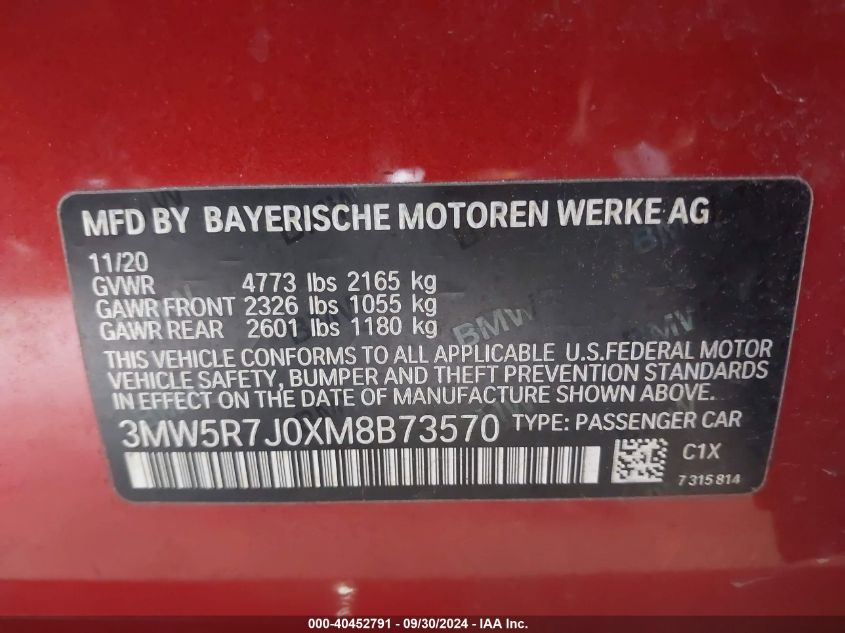 MFD BY BAYERISCHE MOTOREN WERKE AG
11/20
GVWR 4773 lbs 2165 kg
GAWR FRONT 2326 lbs 1055 kg
GAWR REAR 2601 lbs 1180 kg
THIS VEHICLE CONFORMS TO ALL APPLICABLE U.S.FEDERAL MOTOR
VEHICLE SAFETY, BUMPER AND THEFT PREVENTION STANDARDS
IN EFFECT ON THE DATE OF MANUFACTURE SHOWN ABOVE.
3MW5R7J0XM8B73570 TYPE: PASSENGER CAR
C1X
7 315 814
000-40452791 - 09/30/2024 - IAA Inc.